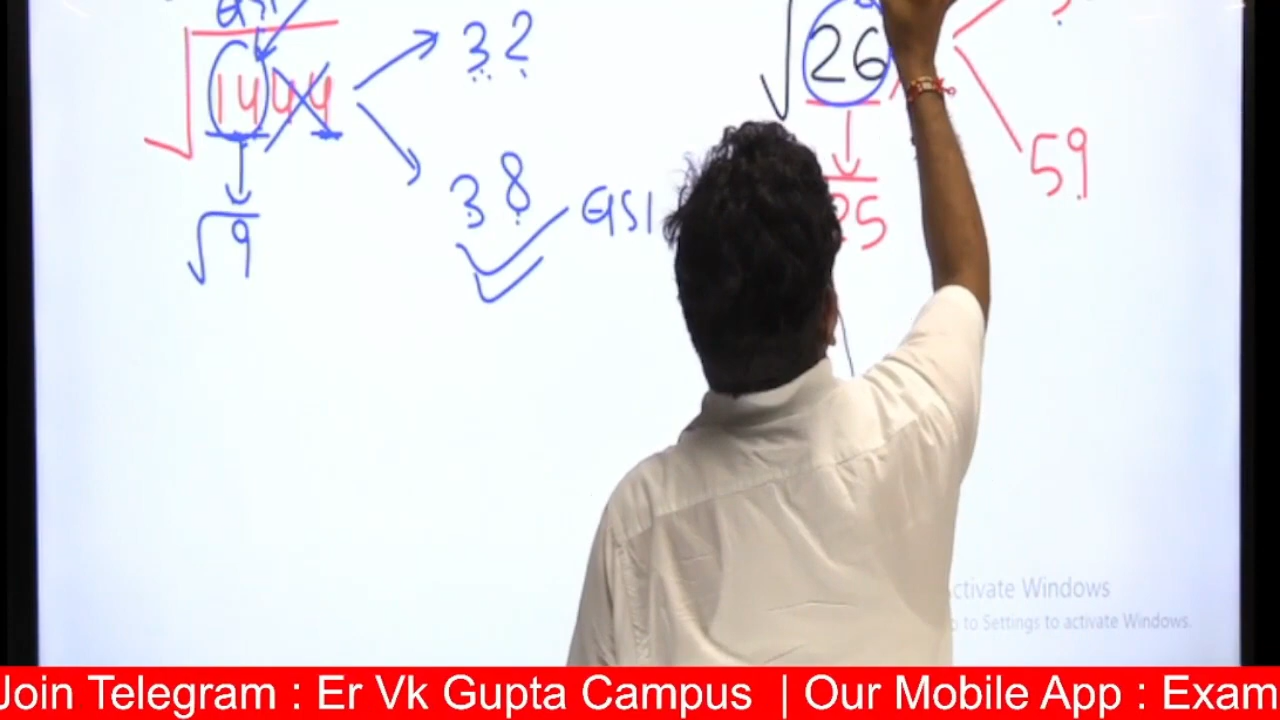 √1444 32
38 GSI
√9
√26
59
25
ctivate Windows
to Settings to activate Windows.
Join Telegram : Er Vk Gupta Campus | Our Mobile App : Exam